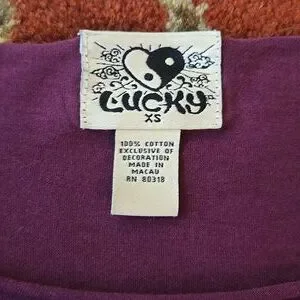 LUCKY
XS
100% COTTON
EXCLUSIVE OF
DECORATION
MADE IN
MACAU
RN 80318